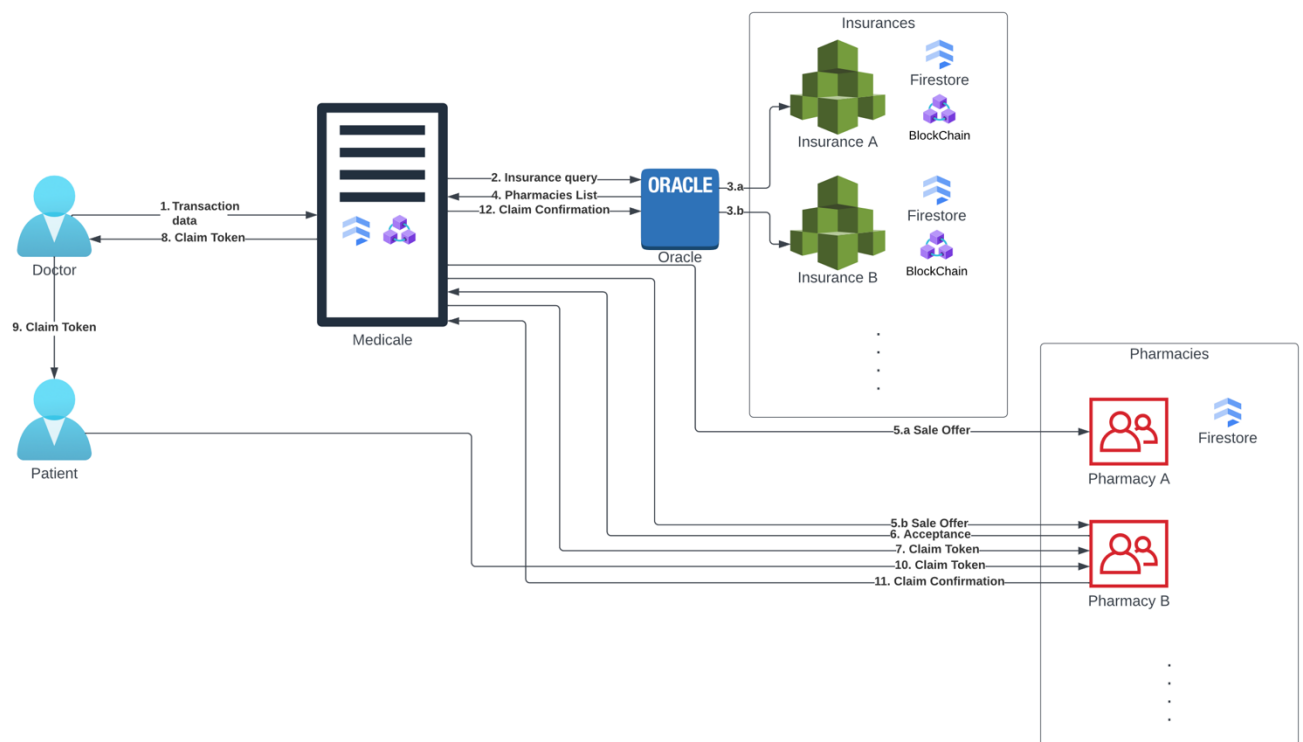 Insurances
Firestore
BlockChain
Insurance A
2. Insurance query
4. Pharmacies List
12. Claim Confirmation
ORACLE
Oracle
3.a
3.b
Firestore
BlockChain
Insurance B
1. Transaction
data
8. Claim Token
Doctor
9. Claim Token
Medicale
Patient
Pharmacies
5.a Sale Offer
Firestore
Pharmacy A
5.b Sale Offer
6. Acceptance
7. Claim Token
10. Claim Token
11. Claim Confirmation
Pharmacy B